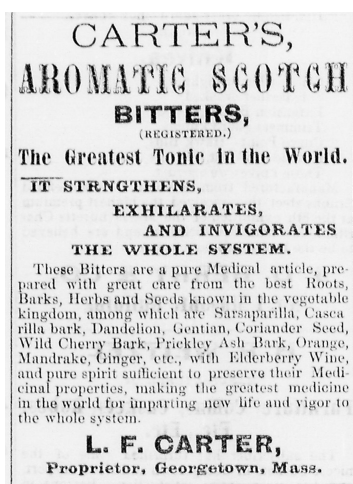 CARTER'S,
AROMATIC SCOTCH
BITTERS,
(REGISTERED.)
The Greatest Tonic in the World.
IT STRNGTHENS,
EXHILARATES,
AND INVIGORATES
THE WHOLE SYSTEM.
These Bitters are a pure Medical article, pre-
pared with great care from the best Roots,
Barks, Herbs and Seeds known in the vegetable
kingdom, among which are Sarsaparilla, Casca
rilla bark, Dandelion, Gentian, Coriander Seed,
Wild Cherry Bark, Prickley Ash Bark, Orange,
Mandrake, Ginger, etc., with Elderberry Wine,
and pure spirit sufficient to preserve their Medi-
cinal properties, making the greatest medicine
in the world for imparting new life and vigor to
the whole system.
L. F. CARTER,
Proprietor, Georgetown, Mass.